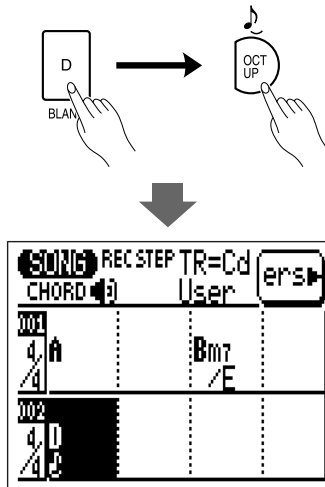 D
BLAN
OCT
UP
SONG REC STEP TR=Cd
CHORD User
ers
001
4/4 A Bm7
/E
002
4/4 D